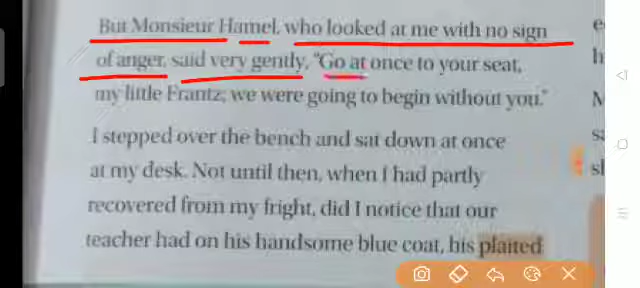 But Monsieur Hamel, who looked at me with no sign
of anger, said very gently, "Go at once to your seat,
my little Frantz; we were going to begin without you."
I stepped over the bench and sat down at once
at my desk. Not until then, when I had partly
recovered from my fright, did I notice that our
teacher had on his handsome blue coat, his plaited